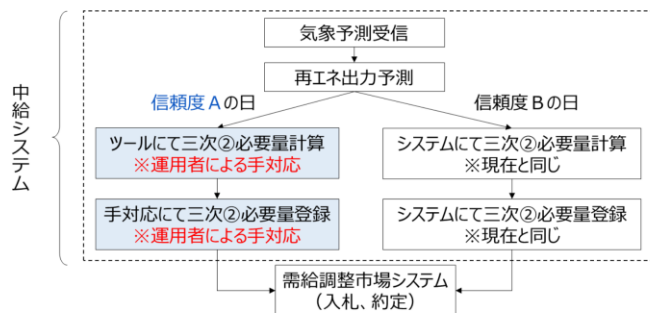 中給システム
気象予測受信
再エネ出力予測
信頼度Aの日
信頼度Bの日
ツールにて三次②必要量計算
※運用者による手対応
システムにて三次②必要量計算
※現在と同じ
手対応にて三次②必要量登録
※運用者による手対応
システムにて三次②必要量登録
※現在と同じ
需給調整市場システム
(入札、約定)